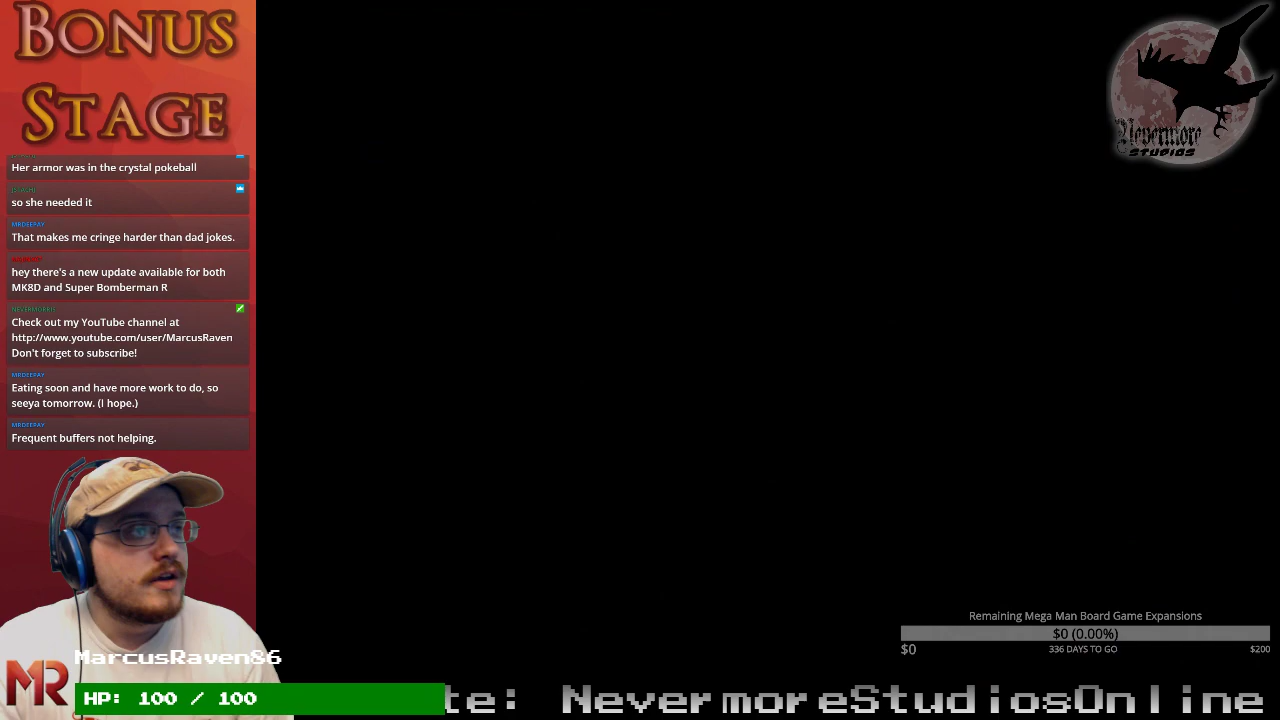 Bonus
Stage
Her armor was in the crystal pokeball
so she needed it
MRDEEPAY
That makes me cringe harder than dad jokes.
hey there's a new update available for both
MK8D and Super Bomberman R
Check out my YouTube channel at
http://www.youtube.com/user/MarcusRaven
Don't forget to subscribe!
MRDEEPAY
Eating soon and have more work to do, so
seeya tomorrow. (I hope.)
MRDEEPAY
Frequent buffers not helping.
Nevermore
STUDIOS
Remaining Mega Man Board Game Expansions
$0 (0.00%)
$0 336 DAYS TO GO $200
MR
MarcusRaven86
HP: 100 / 100
te: NevermoreStudiosOnline